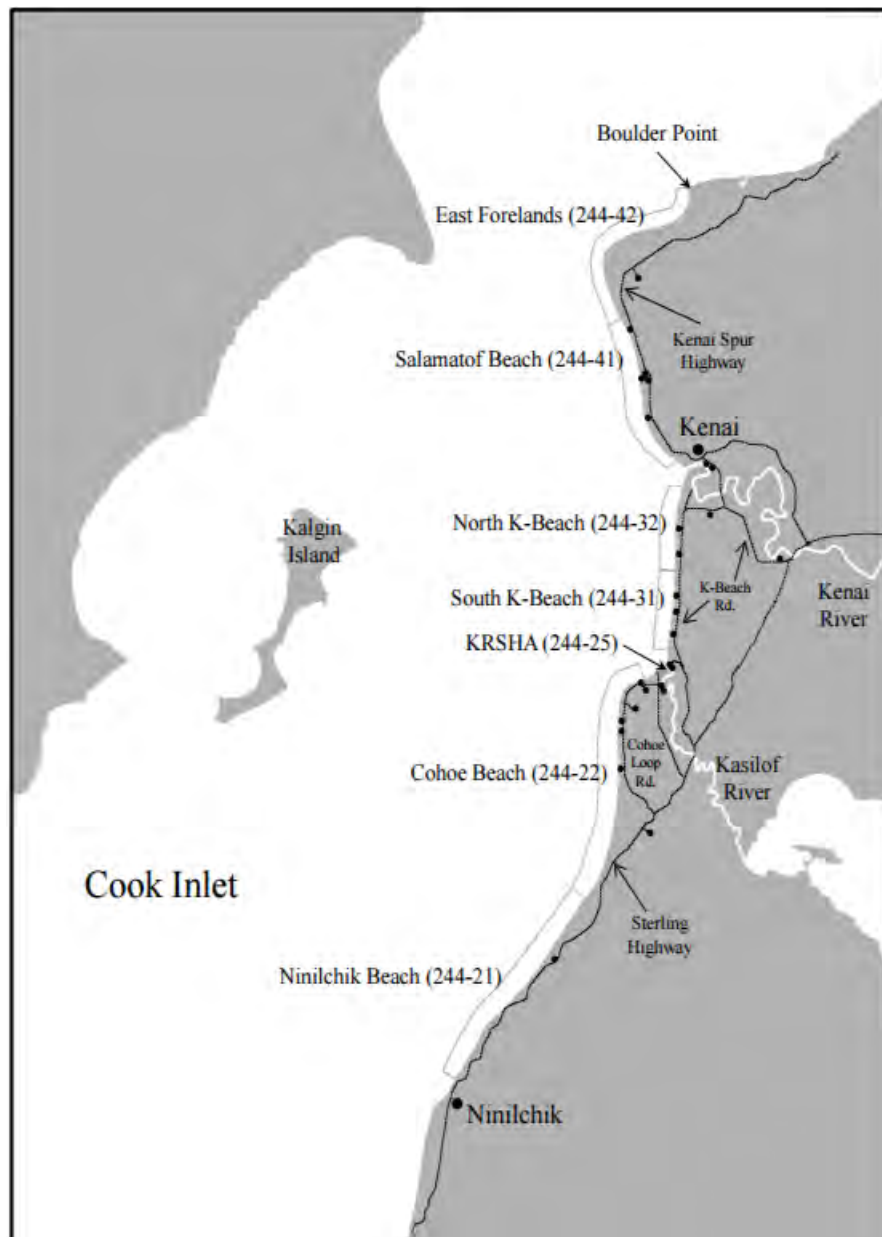 Boulder Point
East Forelands (244-42)
Kenai Spur
Highway
Salamatof Beach (244-41)
Kenai
North K-Beach (244-32)
Kalgin
Island
K-Beach
Rd.
South K-Beach (244-31)
Kenai
River
KRSHA (244-25)
Cohoe
Loop
Rd.
Cohoe Beach (244-22)
Kasilof
River
Cook Inlet
Sterling
Highway
Ninilchik Beach (244-21)
Ninilchik